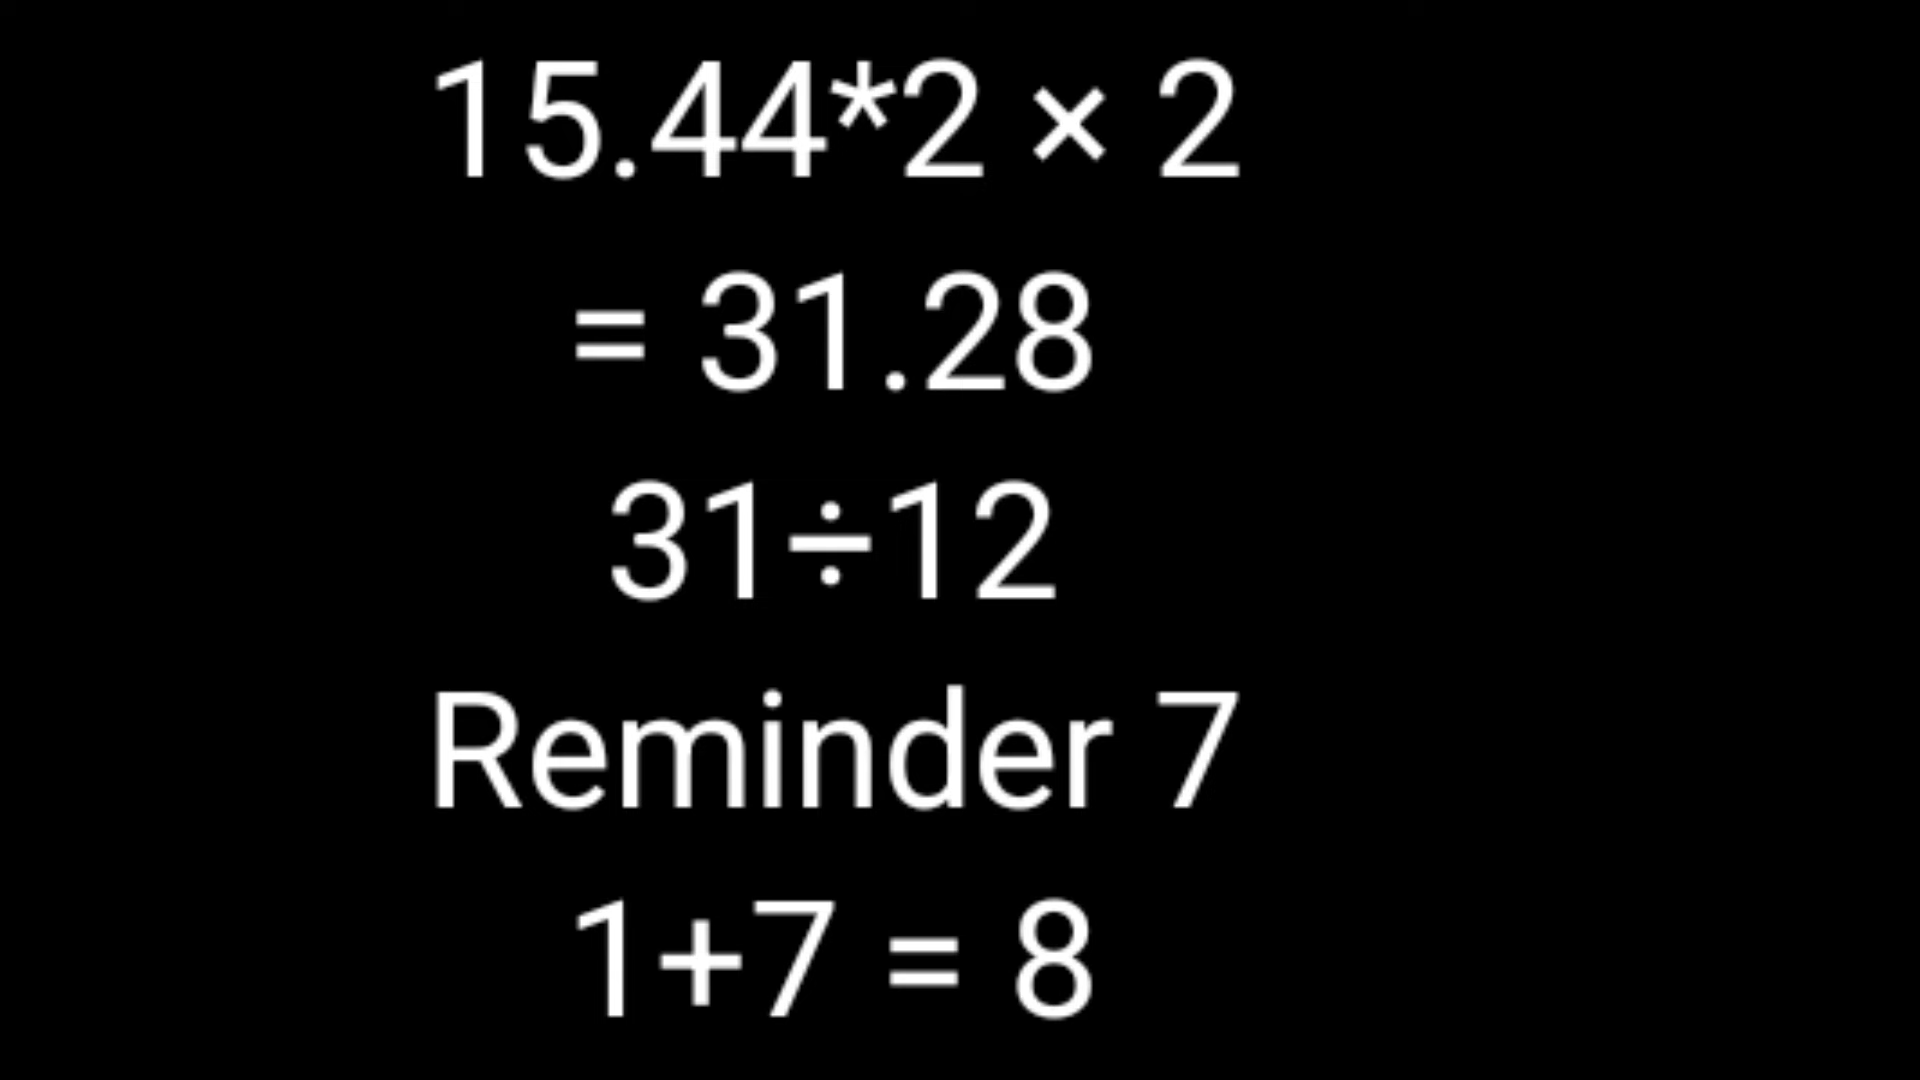 15.44*2 × 2
= 31.28
31÷12
Reminder 7
1+7 = 8